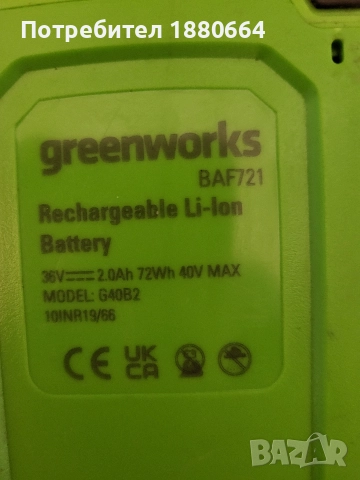 Потребител 1880664
greenworks
BAF721
Rechargeable Li-Ion
Battery
36V⎓2.0Ah 72Wh 40V MAX
MODEL: G40B2
10INR19/66
CE UK CA
BAZAR